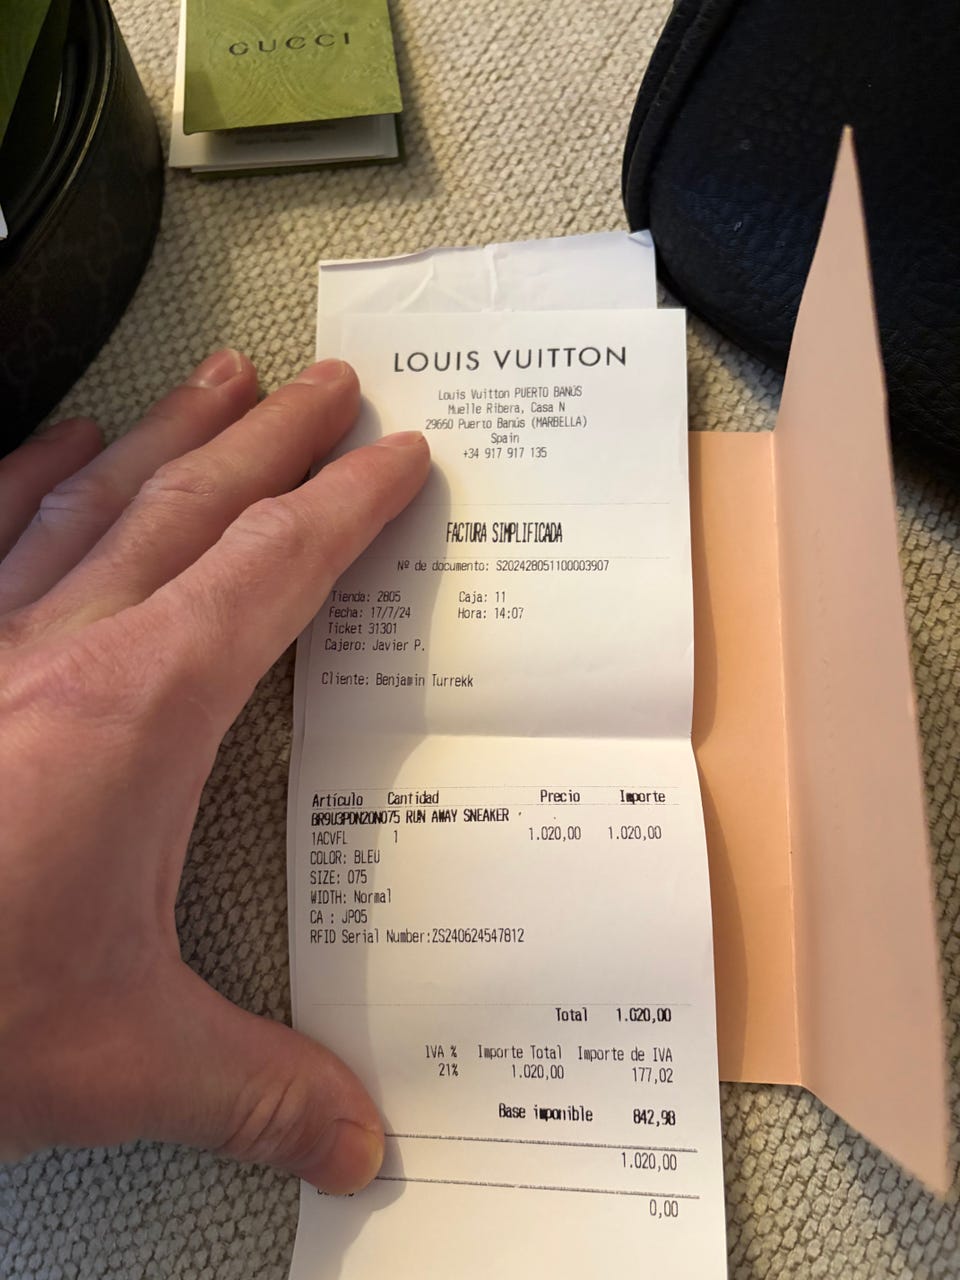 GUCCI
LOUIS VUITTON
Louis Vuitton PUERTO BANÚS
Muelle Ribera, Casa N
29660 Puerto Banús (MARBELLA)
Spain
+34 917 917 135
FACTURA SIMPLIFICADA
Nº de documento: S202428051100003907
Tienda: 2805 Caja: 11
Fecha: 17/7/24 Hora: 14:07
Ticket 31301
Cajero: Javier P.
Cliente: Benjamin Turrekk
Artículo Cantidad Precio Importe
BR9U3PDN20N075 RUN AWAY SNEAKER
1ACVFL 1 1.020,00 1.020,00
COLOR: BLEU
SIZE: 075
WIDTH: Normal
CA : JP05
RFID Serial Number:ZS240624547812
Total 1.020,00
IVA % Importe Total Importe de IVA
21% 1.020,00 177,02
Base imponible 842,98
1.020,00
0,00